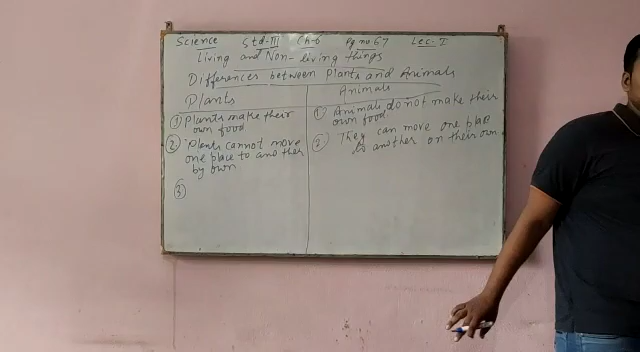 Science Std-III Ch-6 Pg no 67 Lec-I
Living and Non-living things
Differences between Plants and Animals
Plants
① Plants make their
own food
② Plants cannot move
one place to another
by own
③
Animals
① Animals do not make their
own food.
② They can move one place
to another on their own